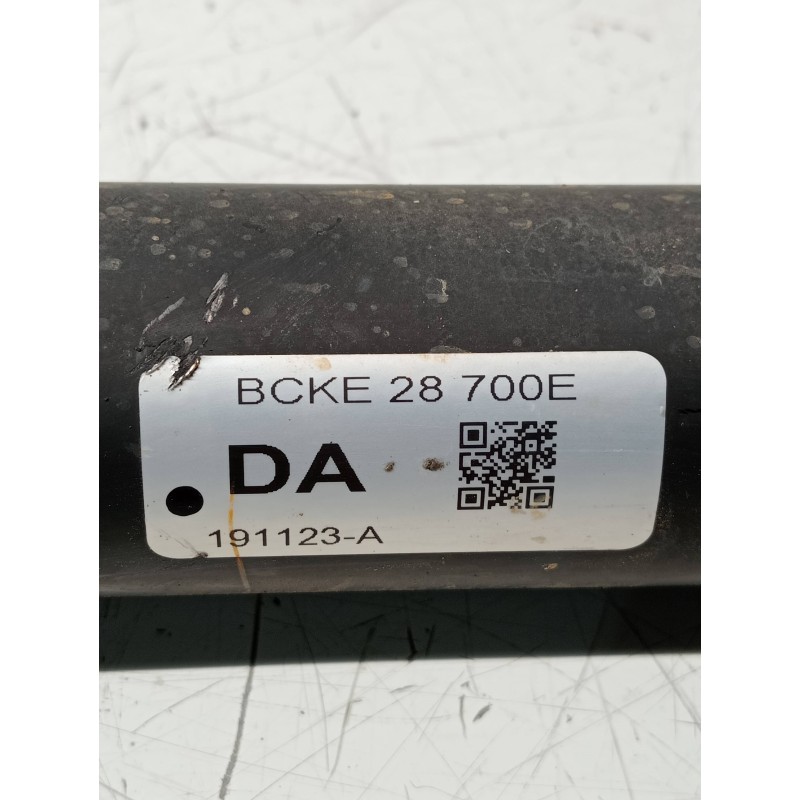 BCKE 28 700E
DA
191123-A